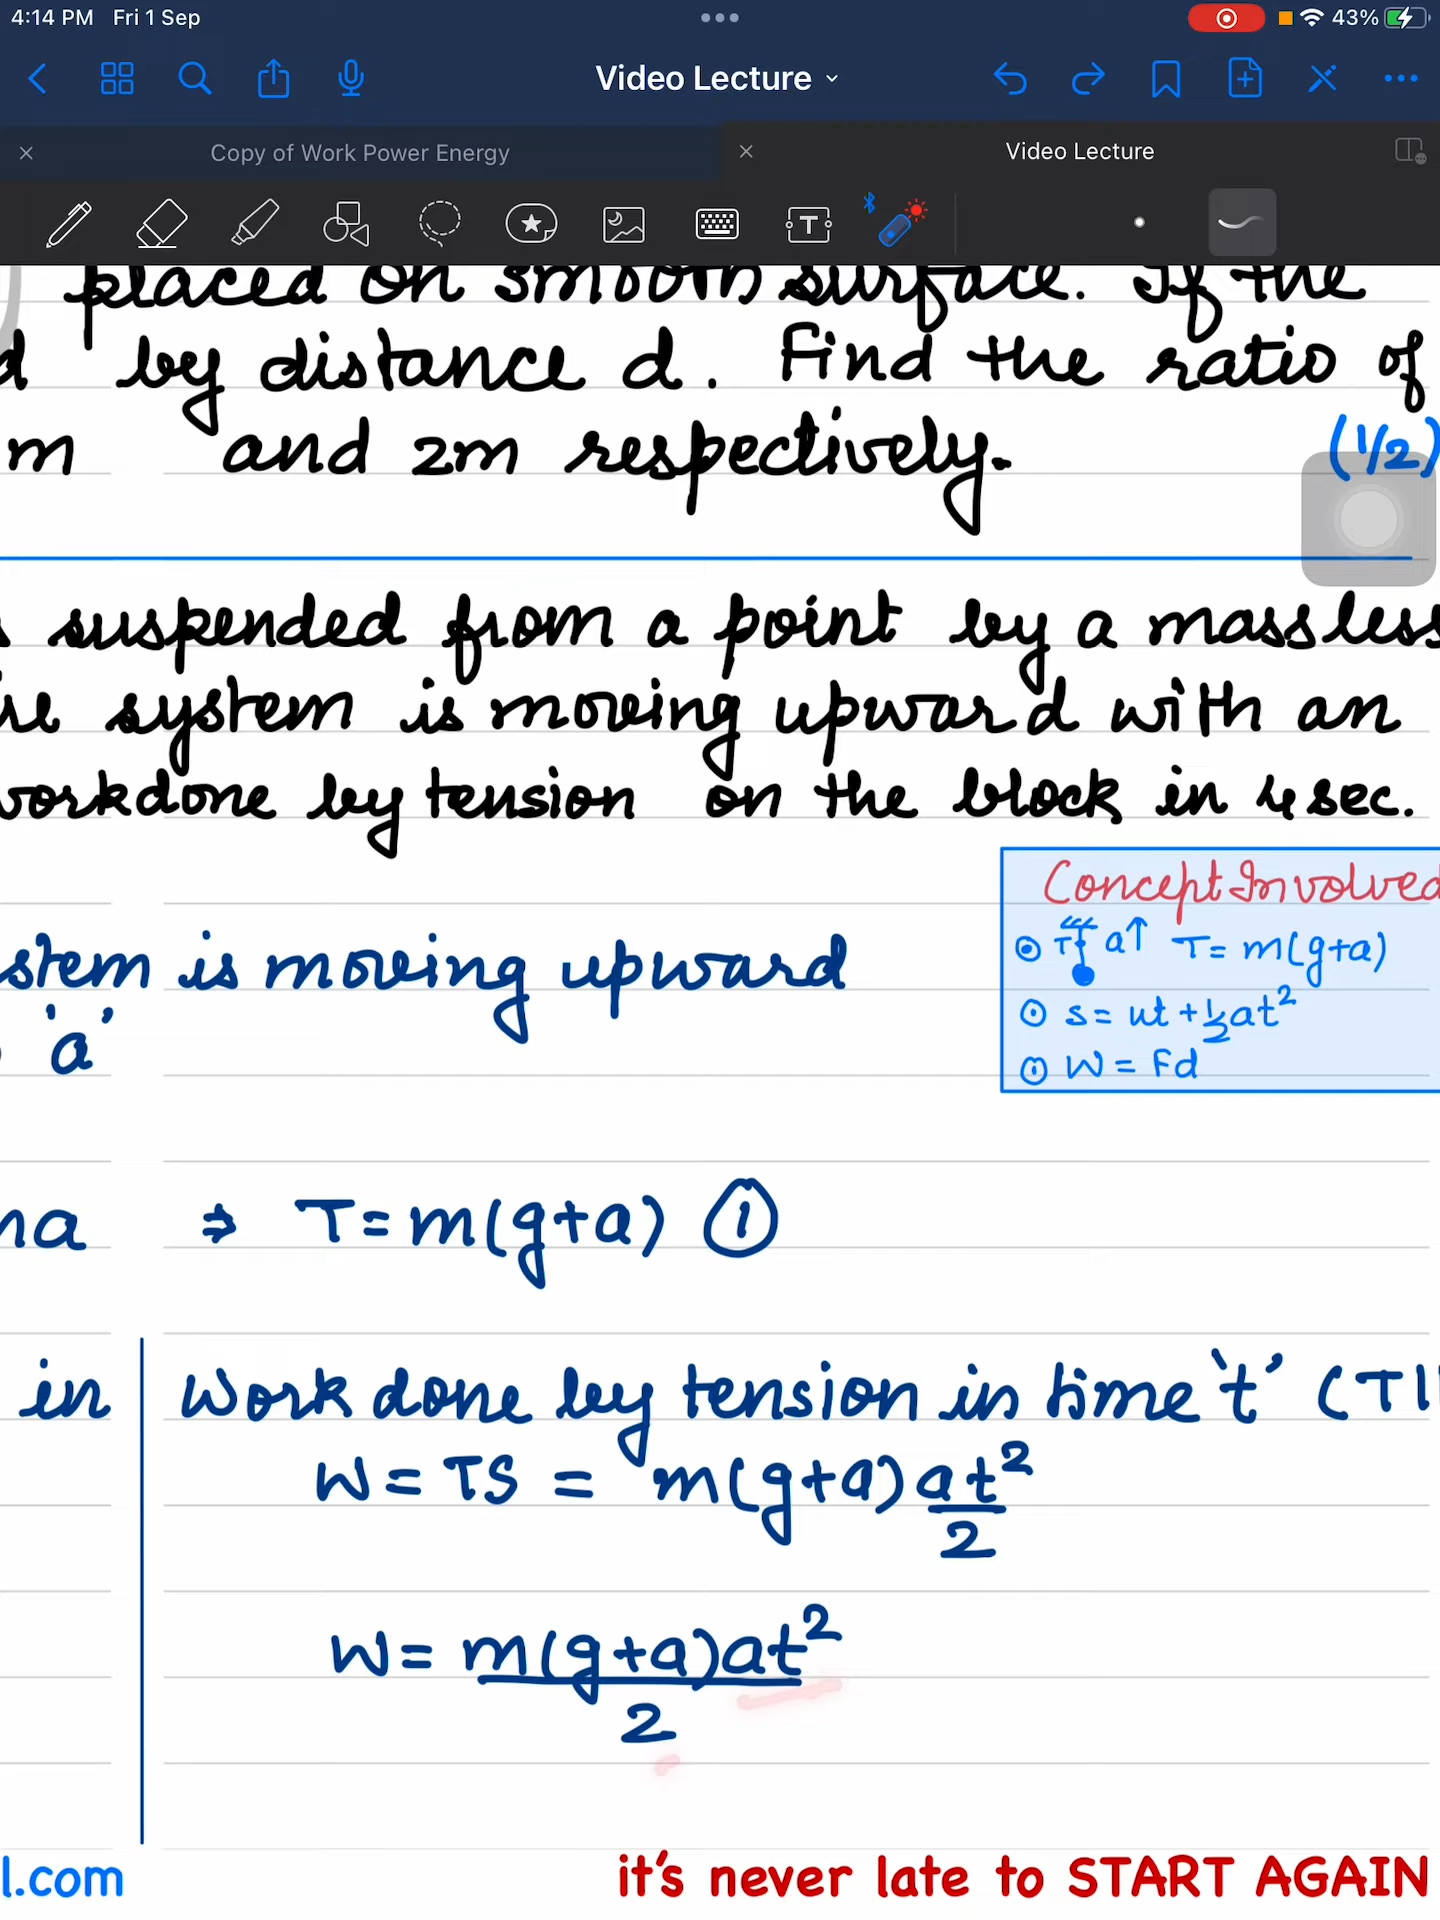 4:14 PM Fri 1 Sep
43%
Video Lecture
Copy of Work Power Energy
Video Lecture
placed on smooth surface. If the
d by distance d. Find the ratio of
m and 2m respectively.
(1/2)
suspended from a point by a massless
system is moving upward with an
workdone by tension on the block in 4 sec.
Concept Involved
T a↑ T= m(g+a)
s= ut + ½at²
W = Fd
stem is moving upward
'a'
ma ⇒ T=m(g+a) ①
in
Work done by tension in time 't' (TI
W= TS = m(g+a) at²/2
W= m(g+a)at²/2
l.com
it's never late to START AGAIN